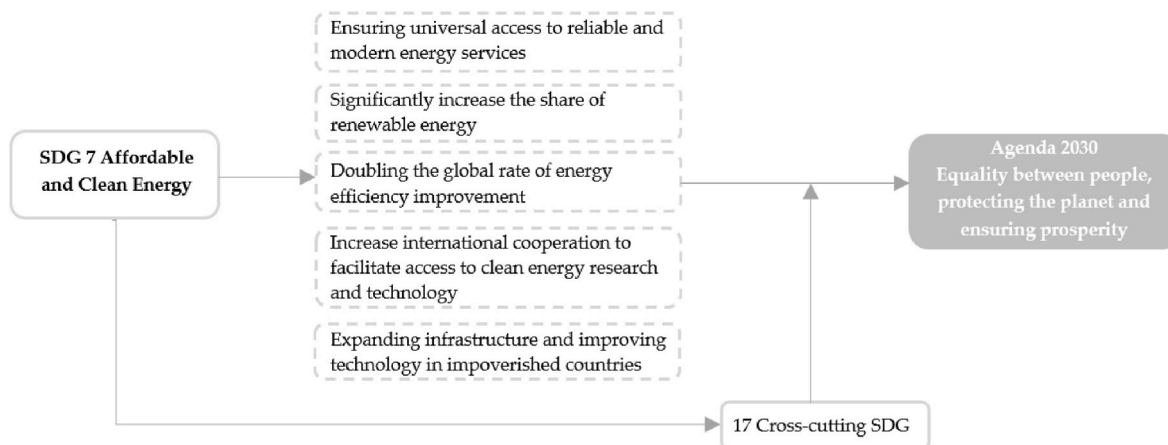 SDG 7 Affordable
and Clean Energy
Ensuring universal access to reliable and
modern energy services
Significantly increase the share of
renewable energy
Doubling the global rate of energy
efficiency improvement
Increase international cooperation to
facilitate access to clean energy research
and technology
Expanding infrastructure and improving
technology in impoverished countries
17 Cross-cutting SDG
Agenda 2030
Equality between people,
protecting the planet and
ensuring prosperity